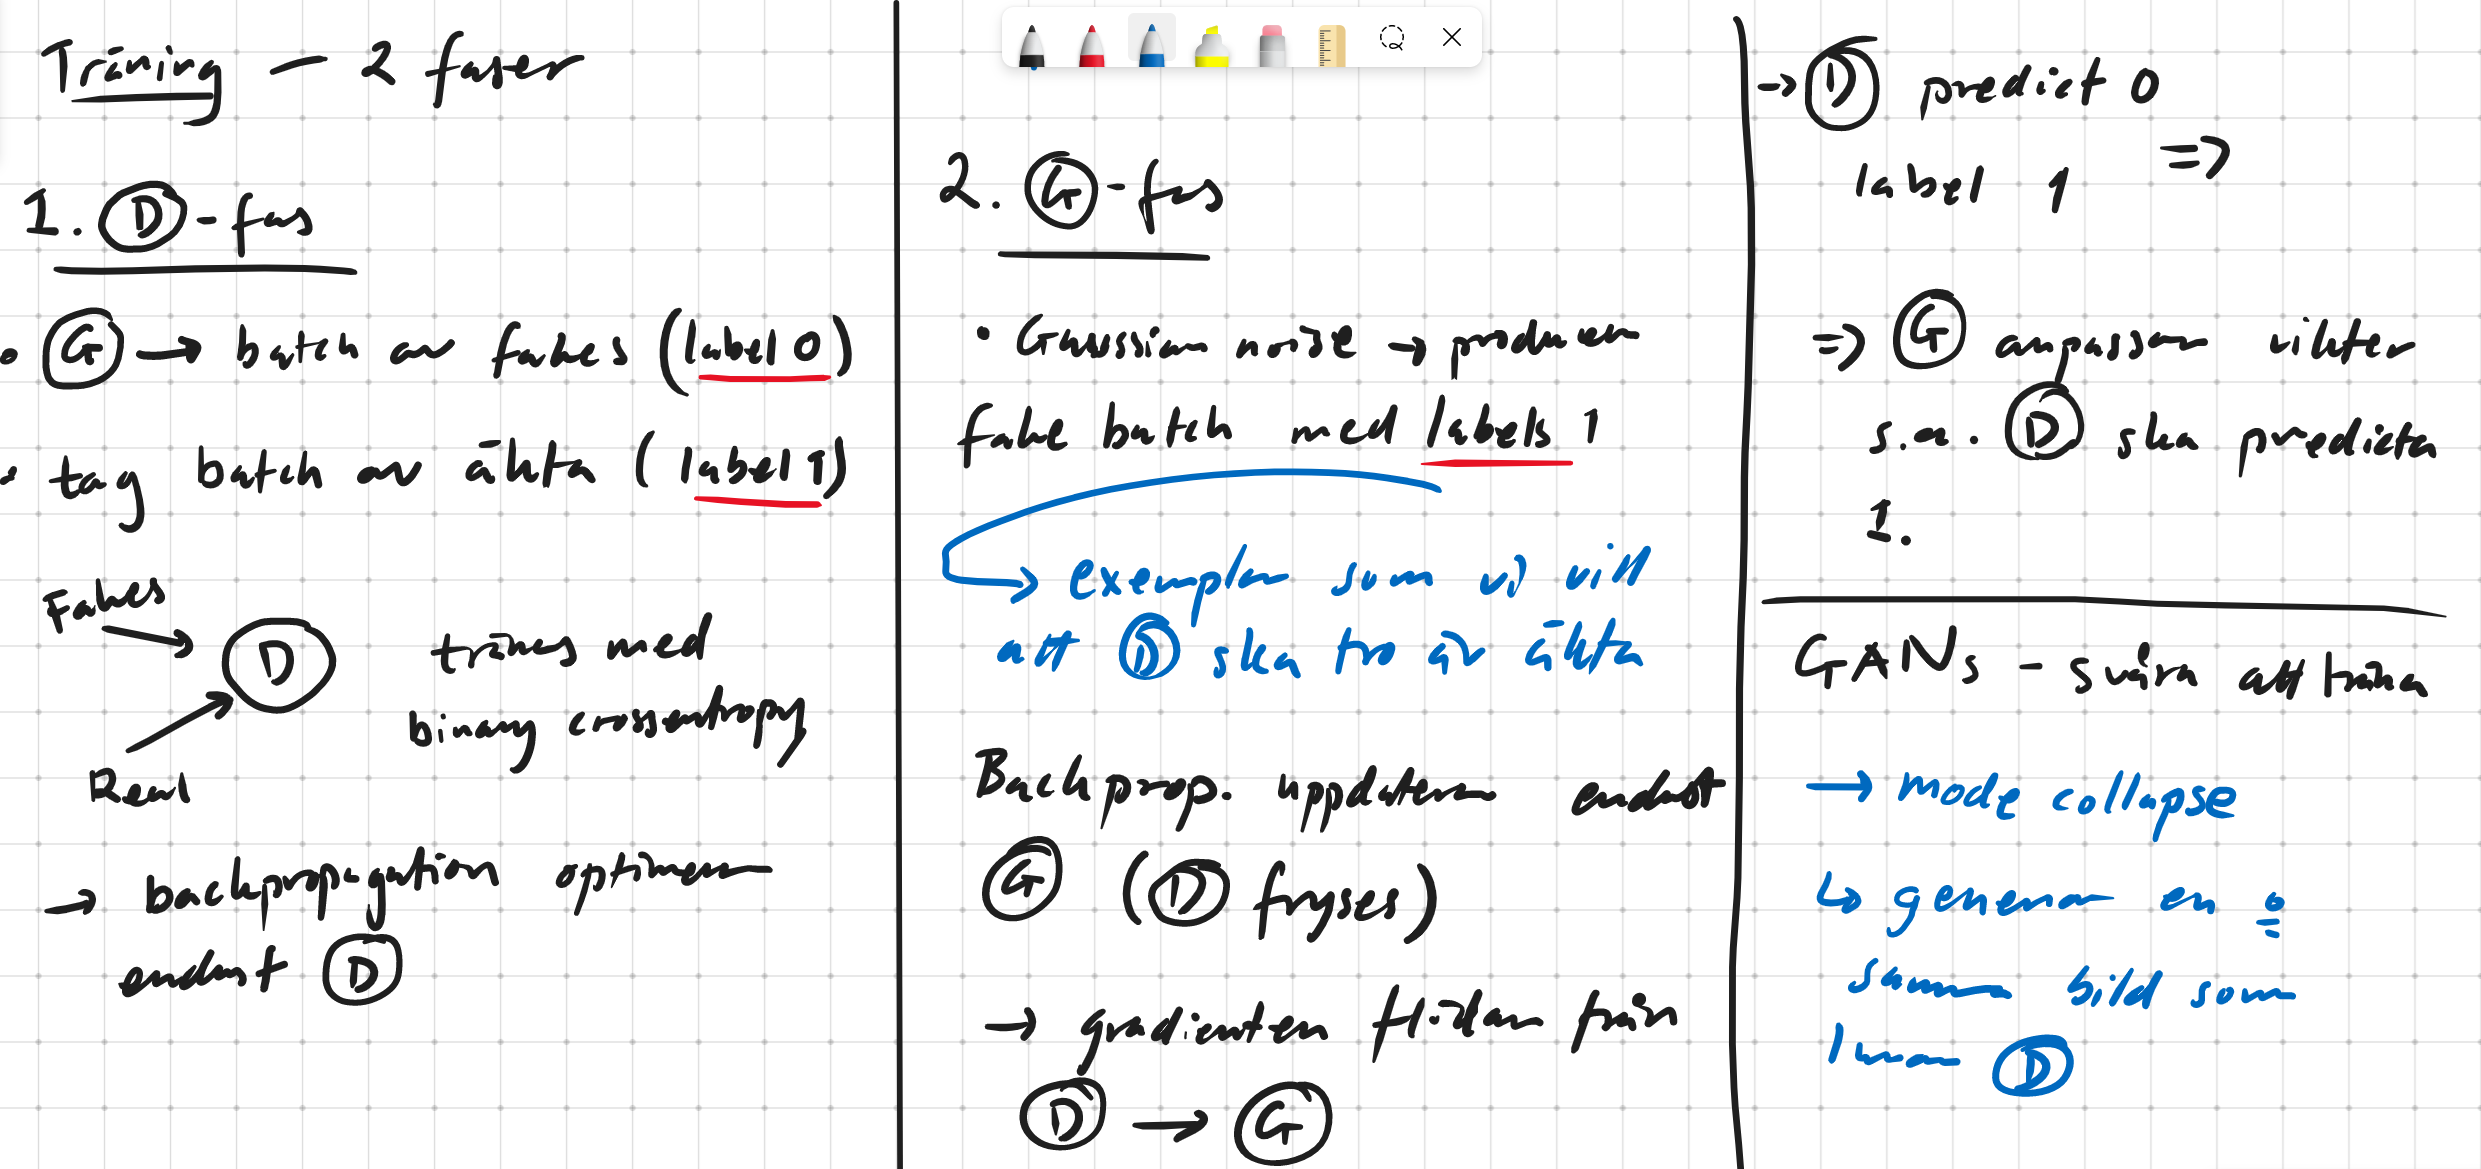 Träning - 2 faser
1. D - fas
• G → batch av fakes (label 0)
• tag batch av äkta (label 1)
Fakes
D tränas med
binary crossentropy
Real
→ backpropagation optimerar
endast D
2. G - fas
• Gaussian noise → producerar
fake batch med labels 1
→ exemplar som vi vill
att D ska tro är äkta
Backprop. uppdaterar endast
G (D fryses)
→ gradienten flödar från
D → G
→ D predict 0
label 1 ⇒
⇒ G anpassar vikter
s.a. D ska predicta
1.
GANs - svåra att träna
→ mode collapse
↳ generar en o
samma bild som
lurar D